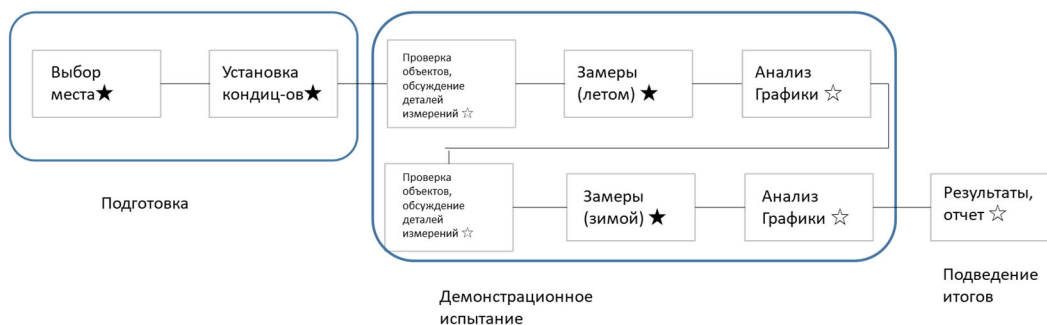 Выбор
места★
Установка
кондиц-ов★
Проверка
объектов,
обсуждение
деталей
измерений ☆
Замеры
(летом) ★
Анализ
Графики ☆
Проверка
объектов,
обсуждение
деталей
измерений ☆
Замеры
(зимой) ★
Анализ
Графики ☆
Результаты,
отчет ☆
Подготовка
Демонстрационное
испытание
Подведение
итогов